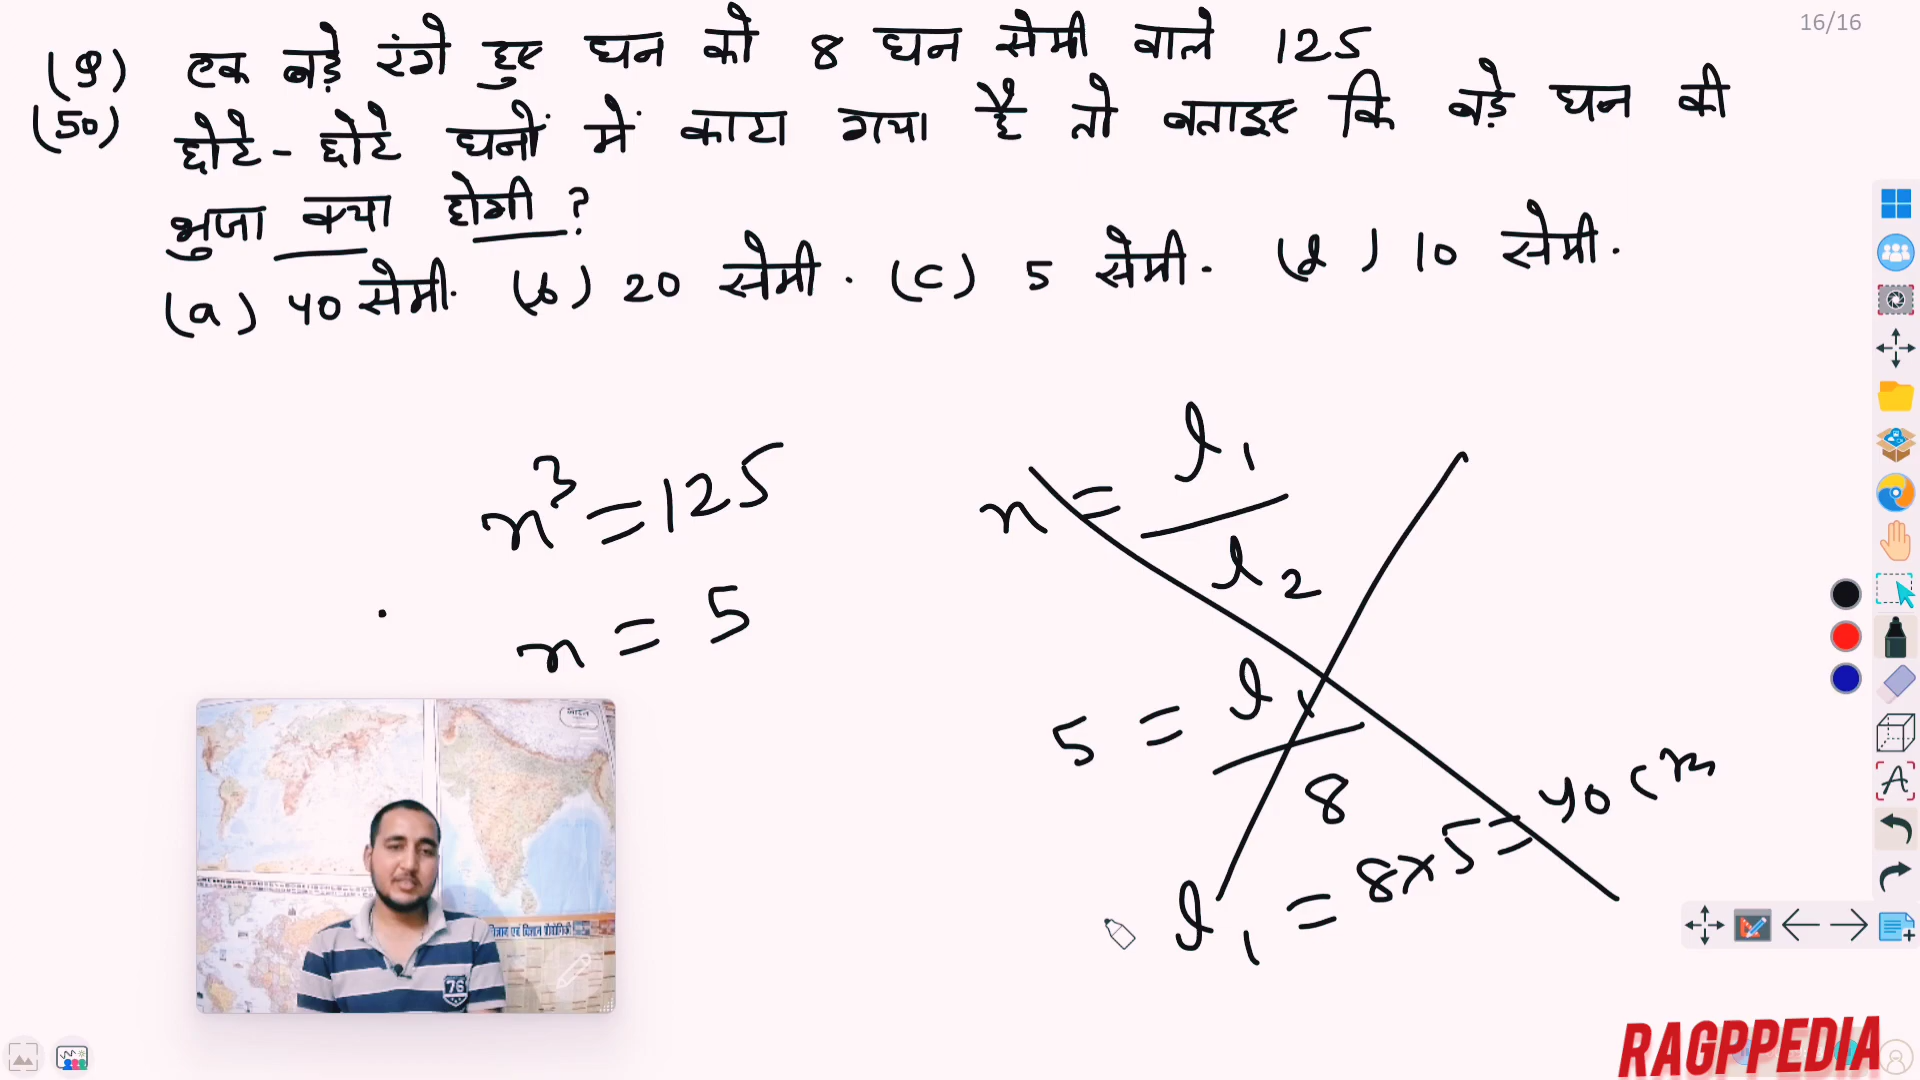 16/16
(Q) एक बड़े रंगे हुए घन को 8 घन सेमी वाले 125
(50) छोटे-छोटे घनों में काटा गया है तो बताइए कि बड़े घन की
भुजा क्या होगी ?
(a) 40 सेमी. (b) 20 सेमी. (c) 5 सेमी. (d) 10 सेमी.
n³ = 125
n = 5
n = l₁/l₂
5 = l₁/8
l₁ = 8×5 = 40 cm
76
RAGPPEDIA